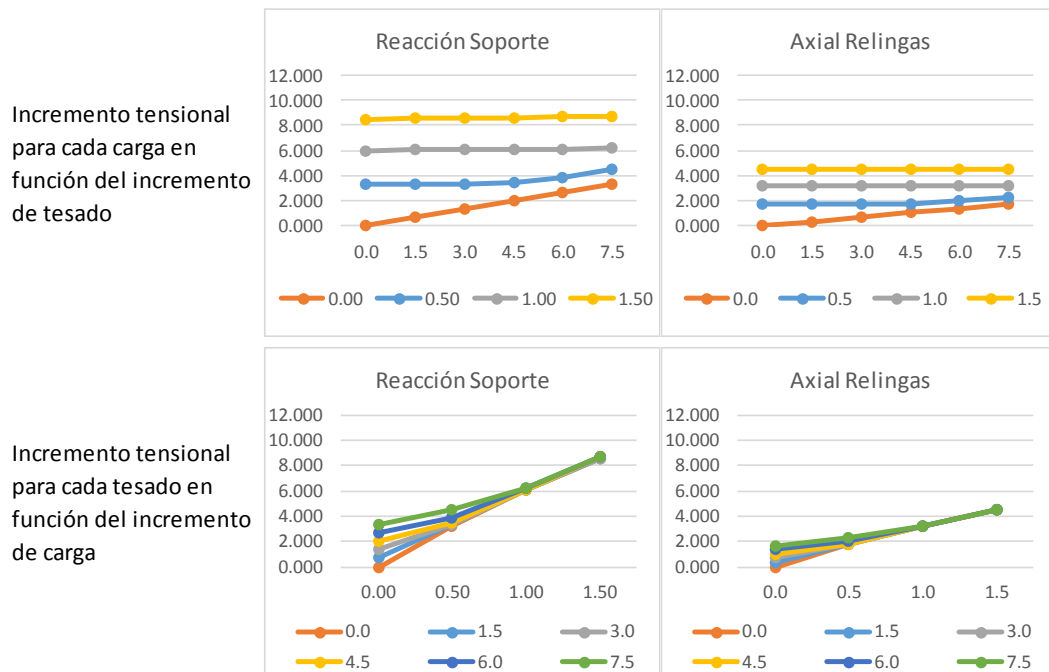 Incremento tensional
para cada carga en
función del incremento
de tesado
Reacción Soporte
12.000
10.000
8.000
6.000
4.000
2.000
0.000
0.0 1.5 3.0 4.5 6.0 7.5
0.00 0.50 1.00 1.50
Axial Relingas
12.000
10.000
8.000
6.000
4.000
2.000
0.000
0.0 1.5 3.0 4.5 6.0 7.5
0.0 0.5 1.0 1.5
Incremento tensional
para cada tesado en
función del incremento
de carga
Reacción Soporte
12.000
10.000
8.000
6.000
4.000
2.000
0.000
0.00 0.50 1.00 1.50
0.0 1.5 3.0
4.5 6.0 7.5
Axial Relingas
12.000
10.000
8.000
6.000
4.000
2.000
0.000
0.0 0.5 1.0 1.5
0.0 1.5 3.0
4.5 6.0 7.5